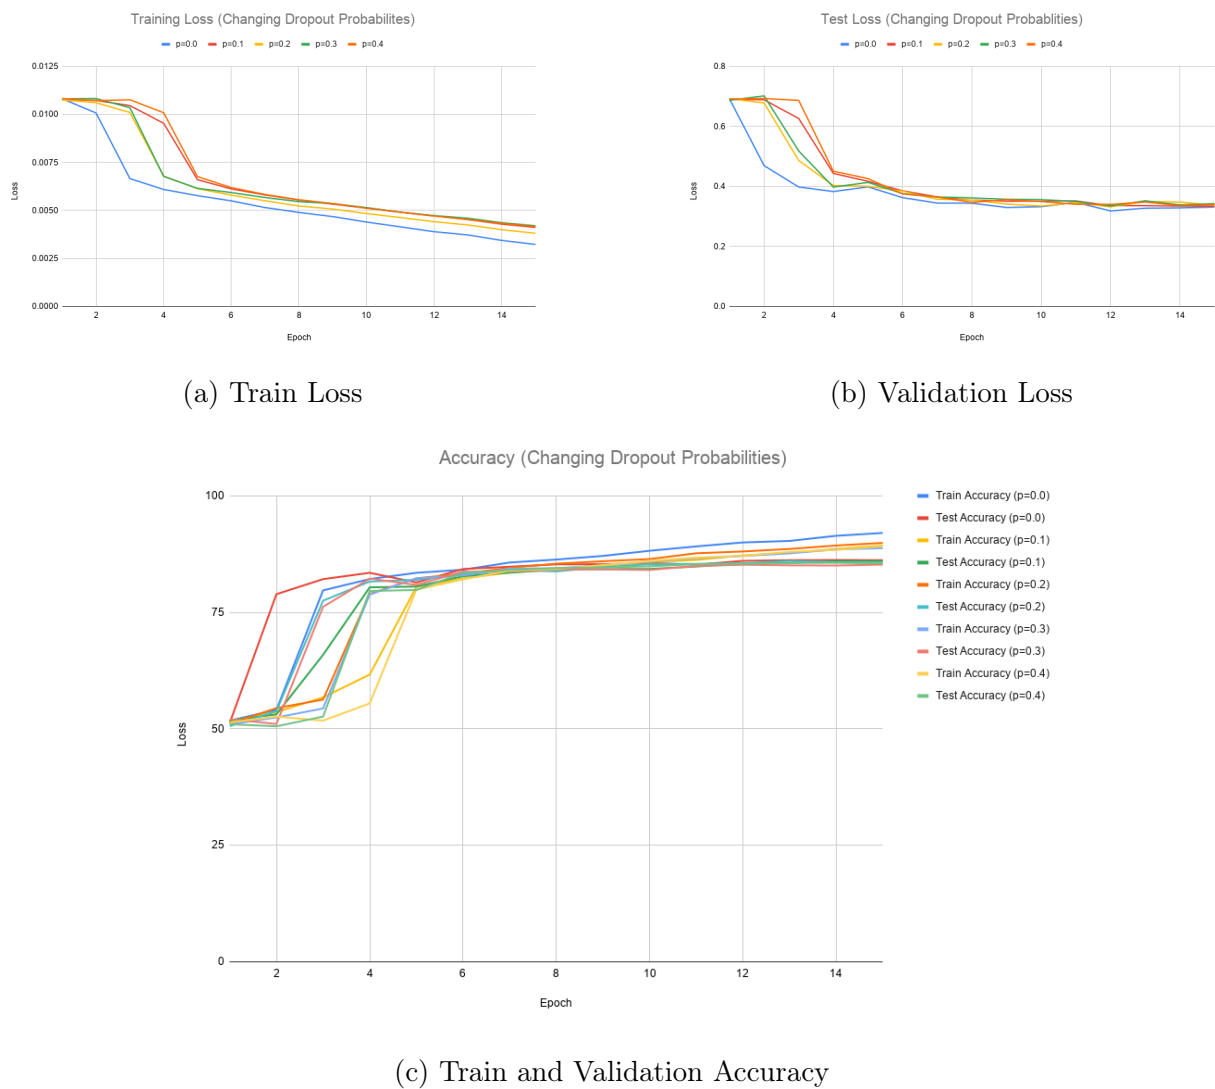 Training Loss (Changing Dropout Probabilites)
p=0.0 p=0.1 p=0.2 p=0.3 p=0.4
0.0125
0.0100
0.0075
0.0050
0.0025
0.0000
Loss
2 4 6 8 10 12 14
Epoch
(a) Train Loss
Test Loss (Changing Dropout Probablities)
p=0.0 p=0.1 p=0.2 p=0.3 p=0.4
0.8
0.6
0.4
0.2
0.0
Loss
2 4 6 8 10 12 14
Epoch
(b) Validation Loss
Accuracy (Changing Dropout Probabilities)
100
75
50
25
0
Loss
2 4 6 8 10 12 14
Epoch
Train Accuracy (p=0.0)
Test Accuracy (p=0.0)
Train Accuracy (p=0.1)
Test Accuracy (p=0.1)
Train Accuracy (p=0.2)
Test Accuracy (p=0.2)
Train Accuracy (p=0.3)
Test Accuracy (p=0.3)
Train Accuracy (p=0.4)
Test Accuracy (p=0.4)
(c) Train and Validation Accuracy